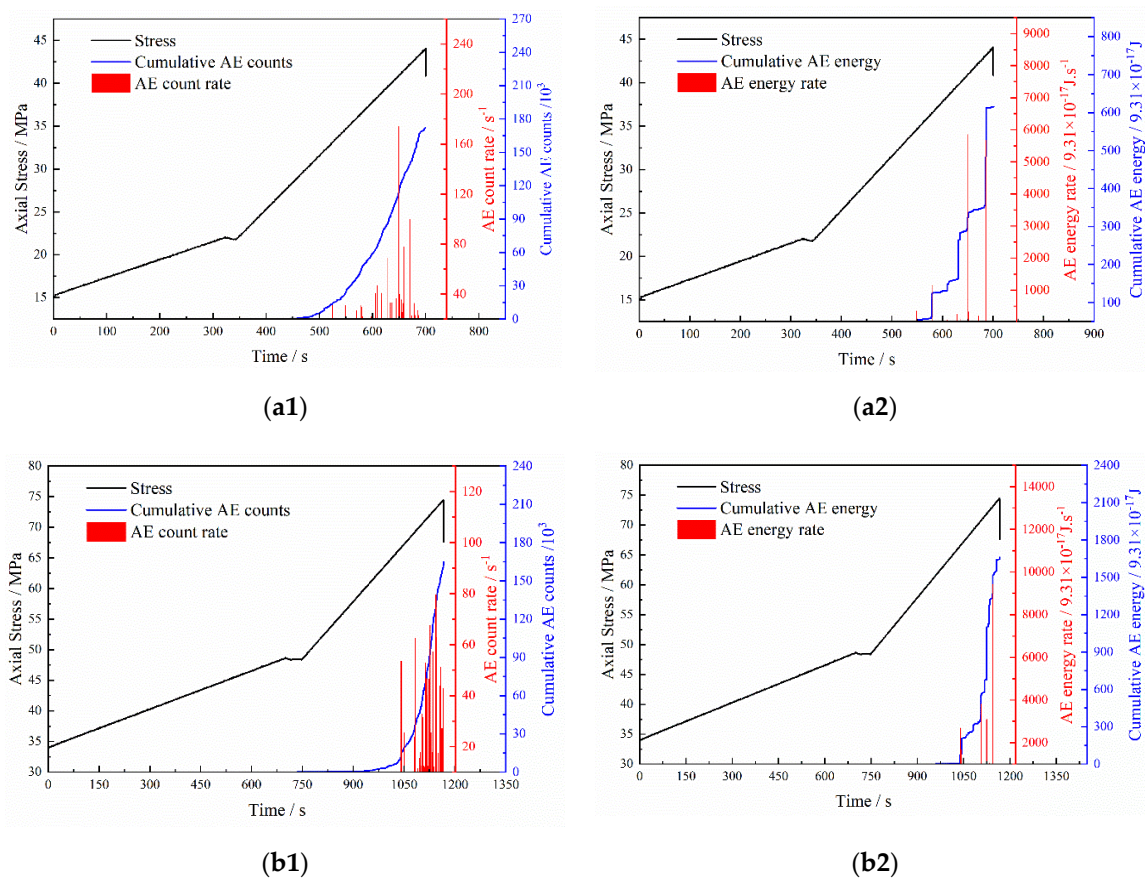 Stress
Cumulative AE counts
AE count rate
Axial Stress / MPa
45
40
35
30
25
20
15
0 100 200 300 400 500 600 700 800
Time / s
240
200
160
120
80
40
AE count rate / s⁻¹
270
240
210
180
150
120
90
60
30
0
Cumulative AE counts /10³
(a1)
Stress
Cumulative AE energy
AE energy rate
Axial Stress / MPa
45
40
35
30
25
20
15
0 100 200 300 400 500 600 700 800 900
Time / s
9000
8000
7000
6000
5000
4000
3000
2000
1000
AE energy rate / 9.31×10⁻¹⁷J.s⁻¹
800
700
600
500
400
300
200
100
Cumulative AE energy / 9.31×10⁻¹⁷J
(a2)
Stress
Cumulative AE counts
AE count rate
Axial Stress / MPa
80
75
70
65
60
55
50
45
40
35
30
0 150 300 450 600 750 900 1050 1200 1350
Time / s
120
100
80
60
40
20
AE count rate / s⁻¹
240
210
180
150
120
90
60
30
0
Cumulative AE counts /10³
(b1)
Stress
Cumulative AE energy
AE energy rate
Axial Stress / MPa
80
75
70
65
60
55
50
45
40
35
30
0 150 300 450 600 750 900 1050 1200 1350
Time / s
14000
12000
10000
8000
6000
4000
2000
AE energy rate / 9.31×10⁻¹⁷J.s⁻¹
2400
2100
1800
1500
1200
900
600
300
0
Cumulative AE energy / 9.31×10⁻¹⁷J
(b2)